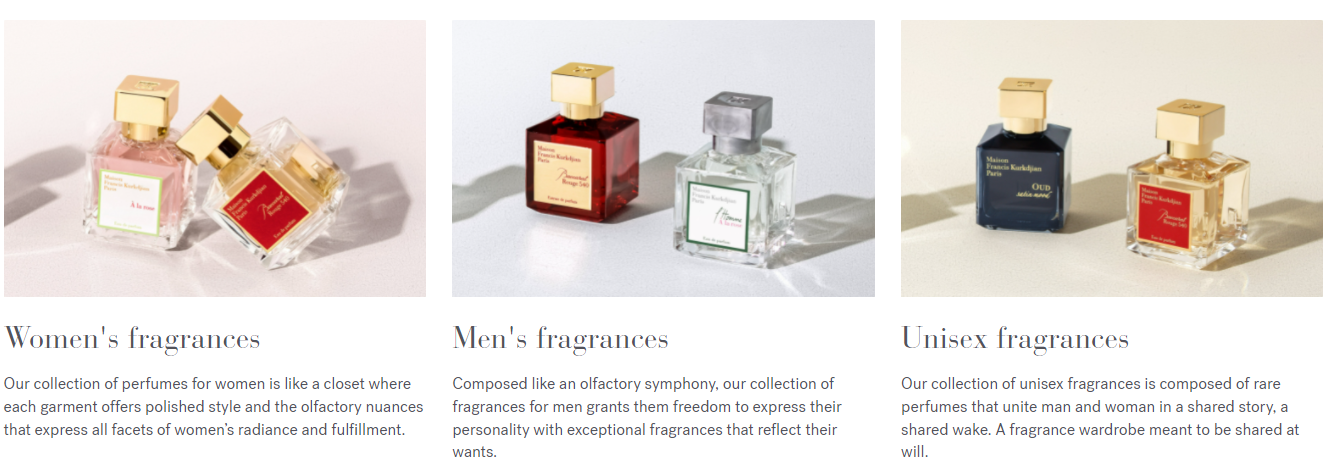 Maison
Francis Kurkdjian
Paris
À la rose
Maison
Francis Kurkdjian
Paris
Baccarat
Rouge 540
Eau de parfum
Maison
Francis Kurkdjian
Paris
Baccarat
Rouge 540
Extrait de parfum
Maison
Francis Kurkdjian
Paris
l'Homme
À la rose
Eau de parfum
Maison
Francis Kurkdjian
Paris
OUD
satin mood
Maison
Francis Kurkdjian
Paris
Baccarat
Rouge 540
Eau de parfum
Women's fragrances
Our collection of perfumes for women is like a closet where
each garment offers polished style and the olfactory nuances
that express all facets of women’s radiance and fulfillment.
Men's fragrances
Composed like an olfactory symphony, our collection of
fragrances for men grants them freedom to express their
personality with exceptional fragrances that reflect their
wants.
Unisex fragrances
Our collection of unisex fragrances is composed of rare
perfumes that unite man and woman in a shared story, a
shared wake. A fragrance wardrobe meant to be shared at
will.